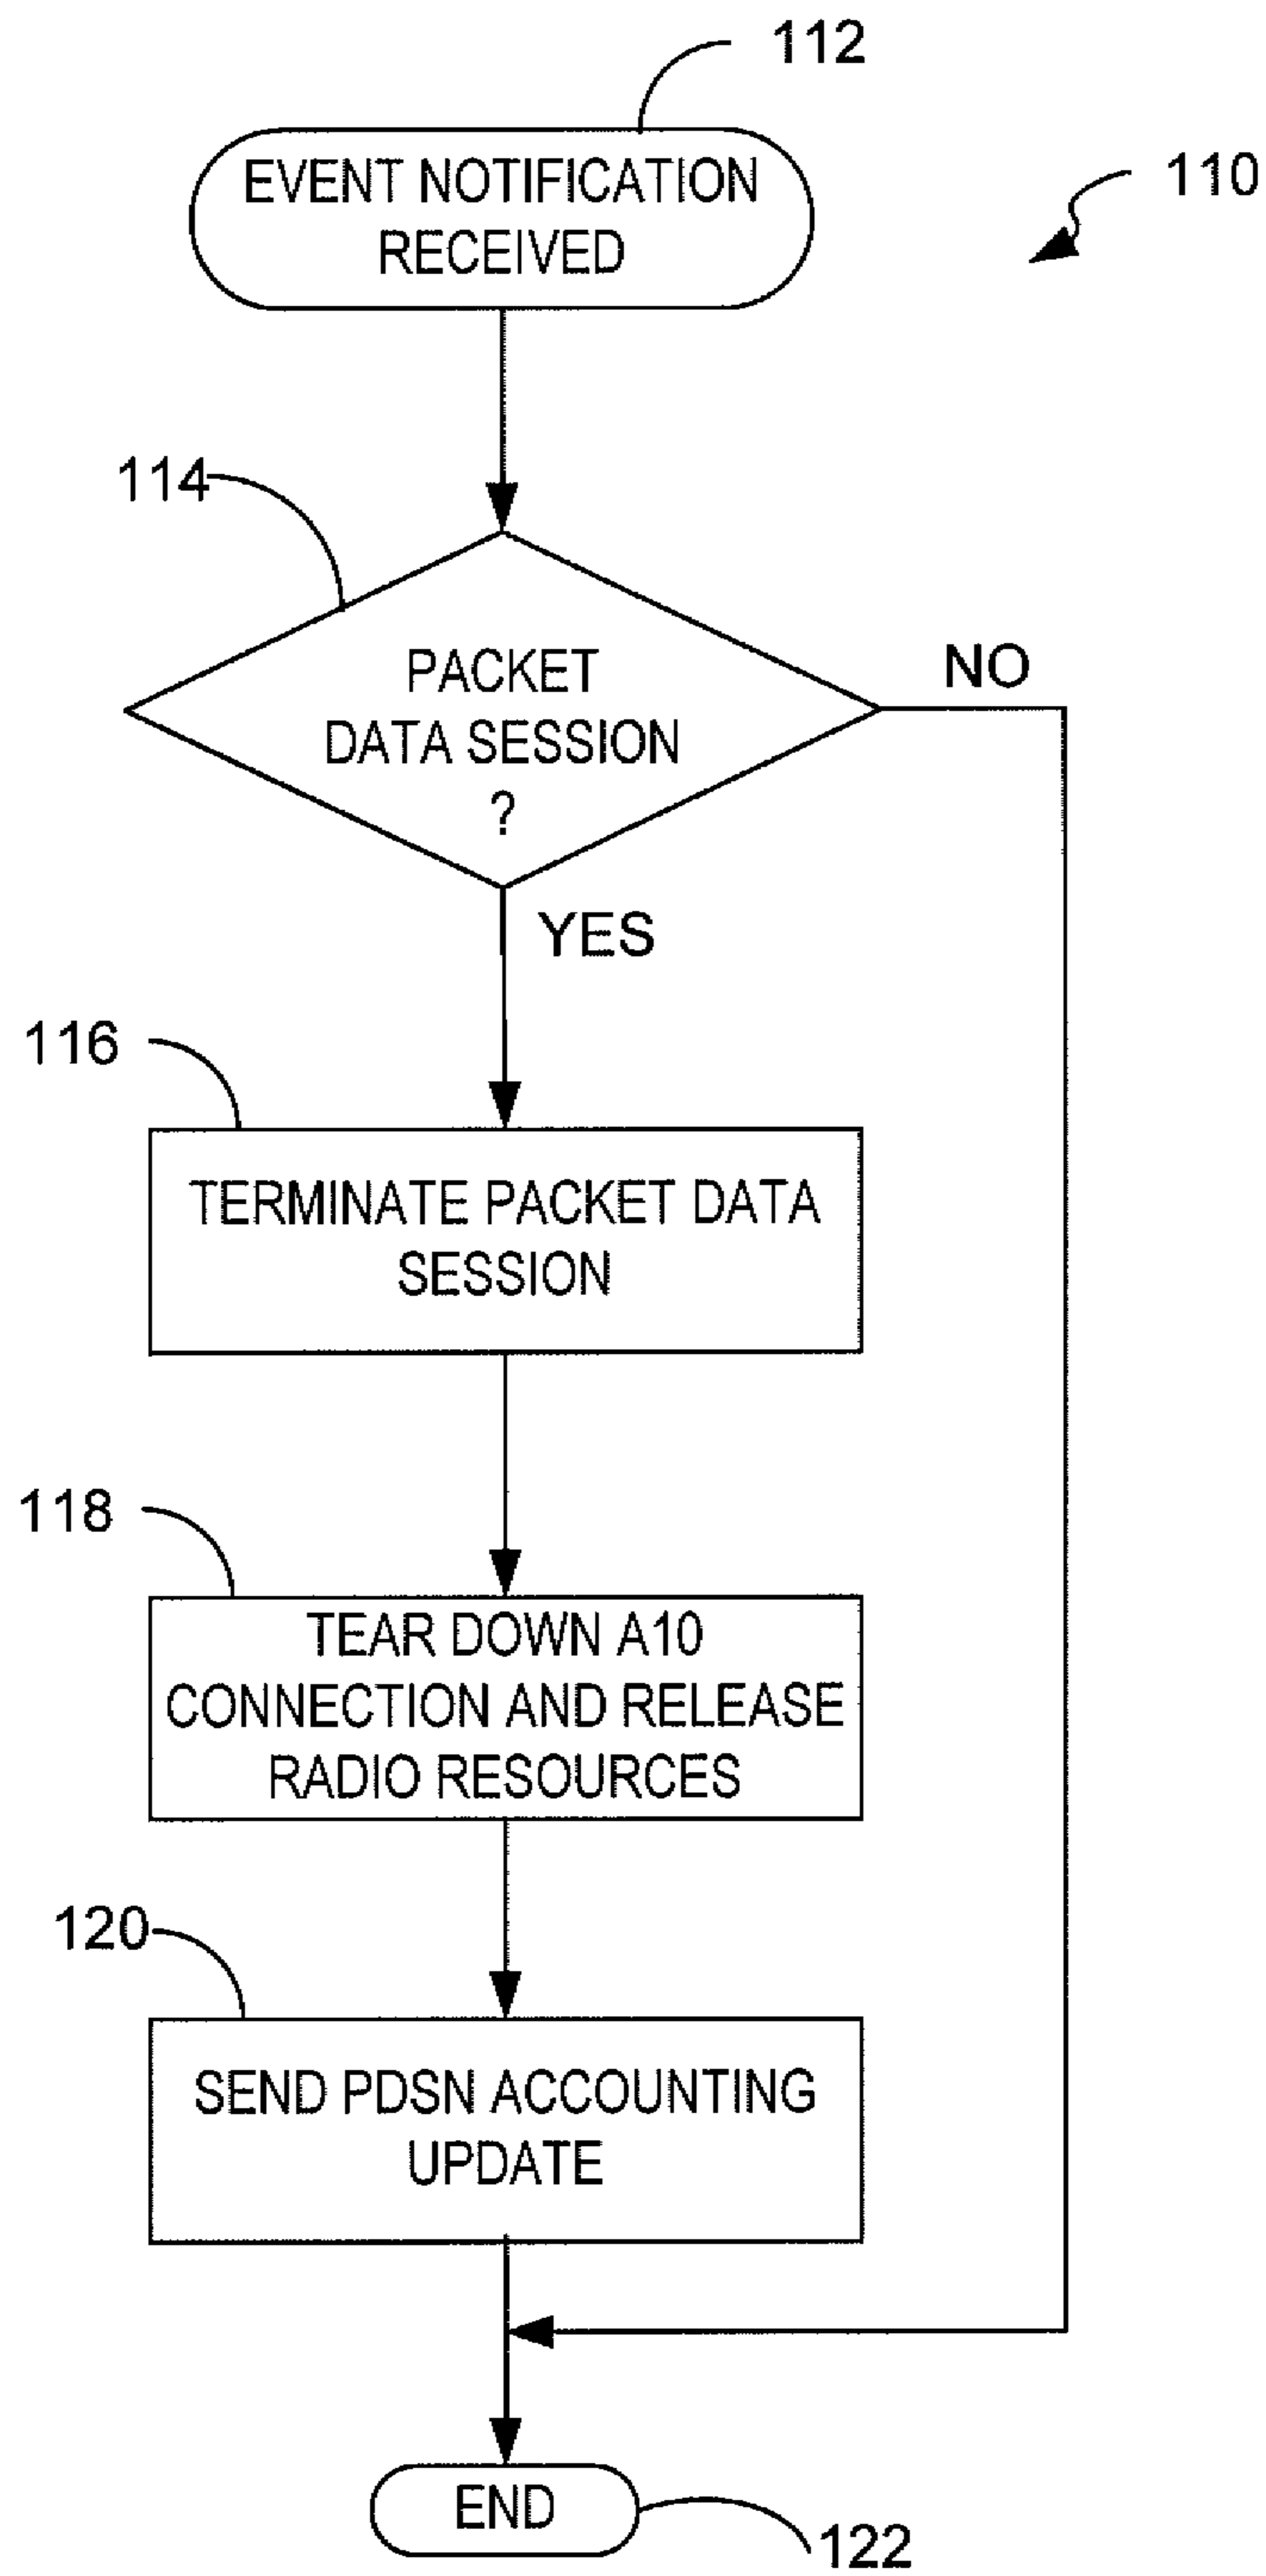 112
EVENT NOTIFICATION
RECEIVED
110
114
PACKET
DATA SESSION
?
NO
YES
116
TERMINATE PACKET DATA
SESSION
118
TEAR DOWN A10
CONNECTION AND RELEASE
RADIO RESOURCES
120
SEND PDSN ACCOUNTING
UPDATE
END
122